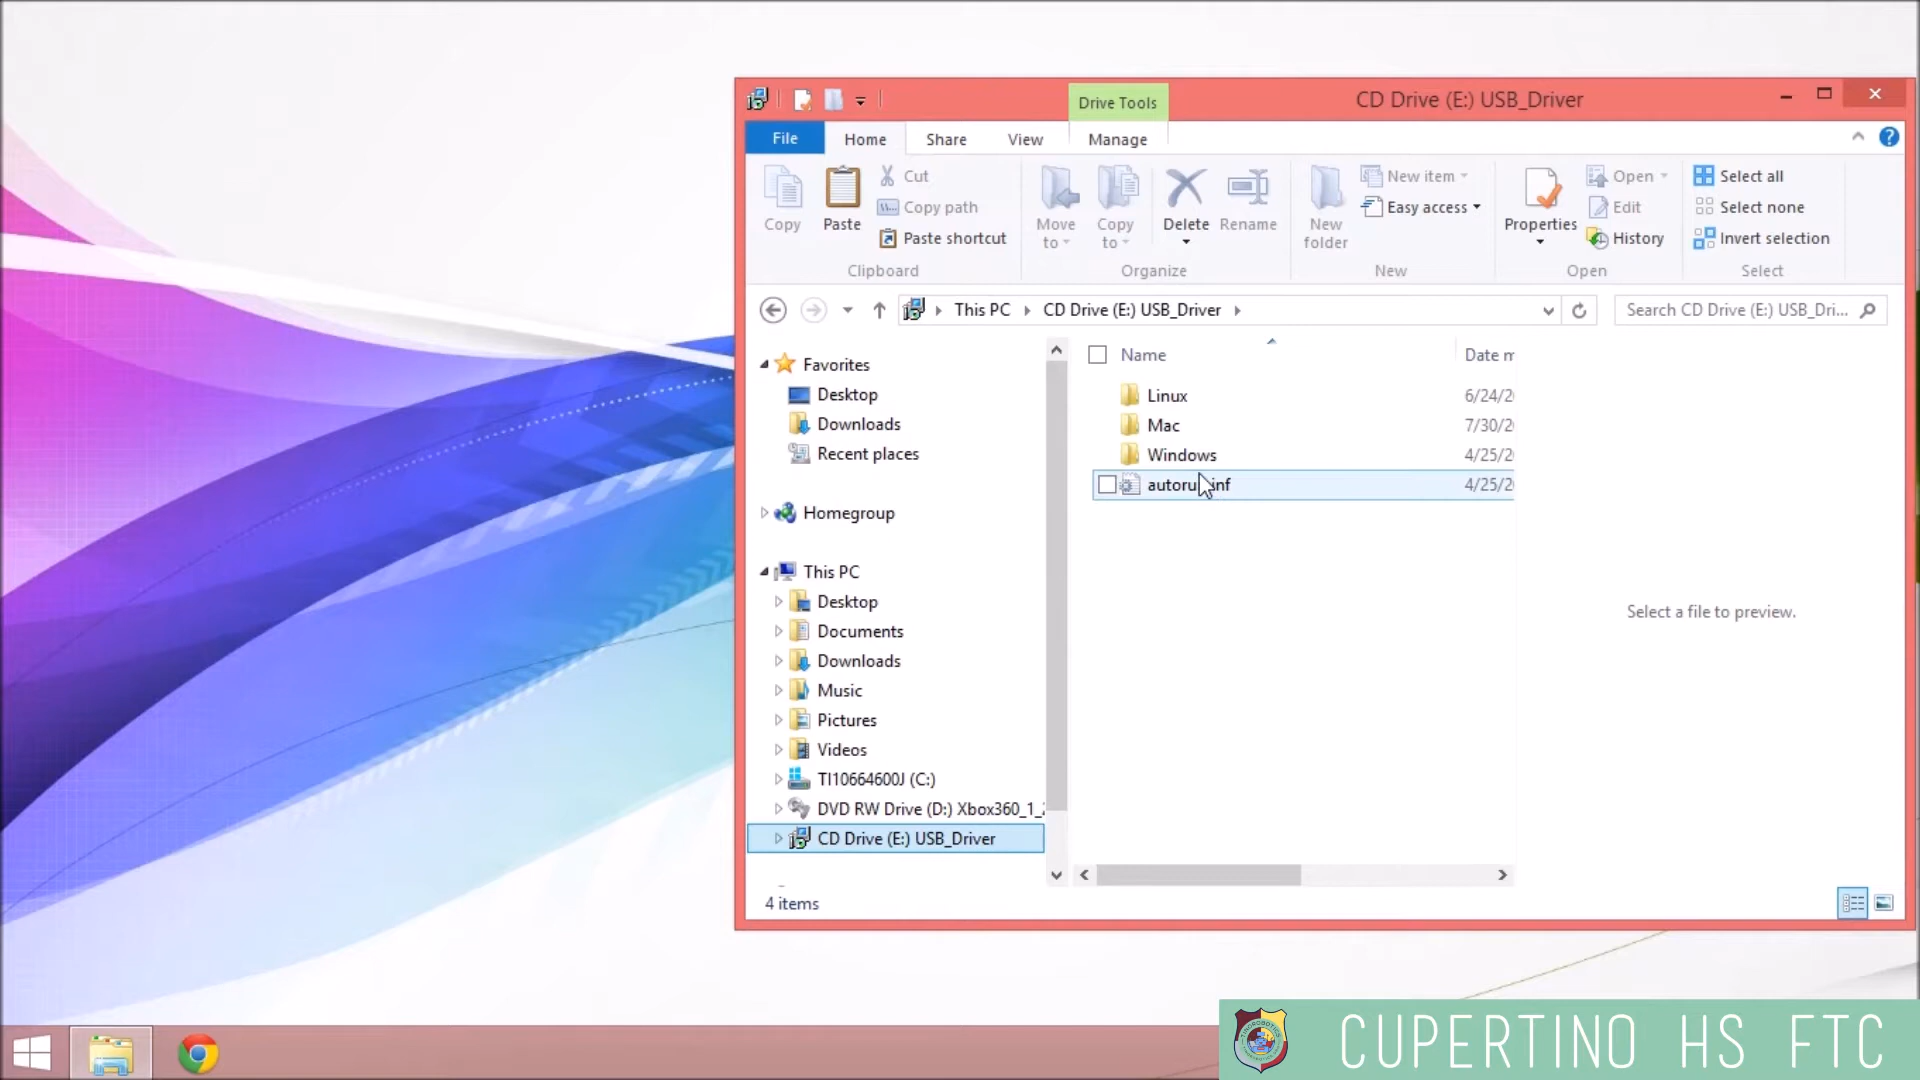 Drive Tools
CD Drive (E:) USB_Driver
File
Home
Share
View
Manage
Copy
Paste
Cut
Copy path
Paste shortcut
Clipboard
Move to
Copy to
Delete
Rename
Organize
New folder
New item
Easy access
New
Properties
Open
Edit
History
Open
Select all
Select none
Invert selection
Select
This PC
CD Drive (E:) USB_Driver
Search CD Drive (E:) USB_Dri...
Favorites
Desktop
Downloads
Recent places
Homegroup
This PC
Desktop
Documents
Downloads
Music
Pictures
Videos
TI10664600J (C:)
DVD RW Drive (D:) Xbox360_1_
CD Drive (E:) USB_Driver
Name
Date m
Linux
6/24/2
Mac
7/30/2
Windows
4/25/2
4/25/2
Select a file to preview.
4 items
CUPERTINO HS FTC